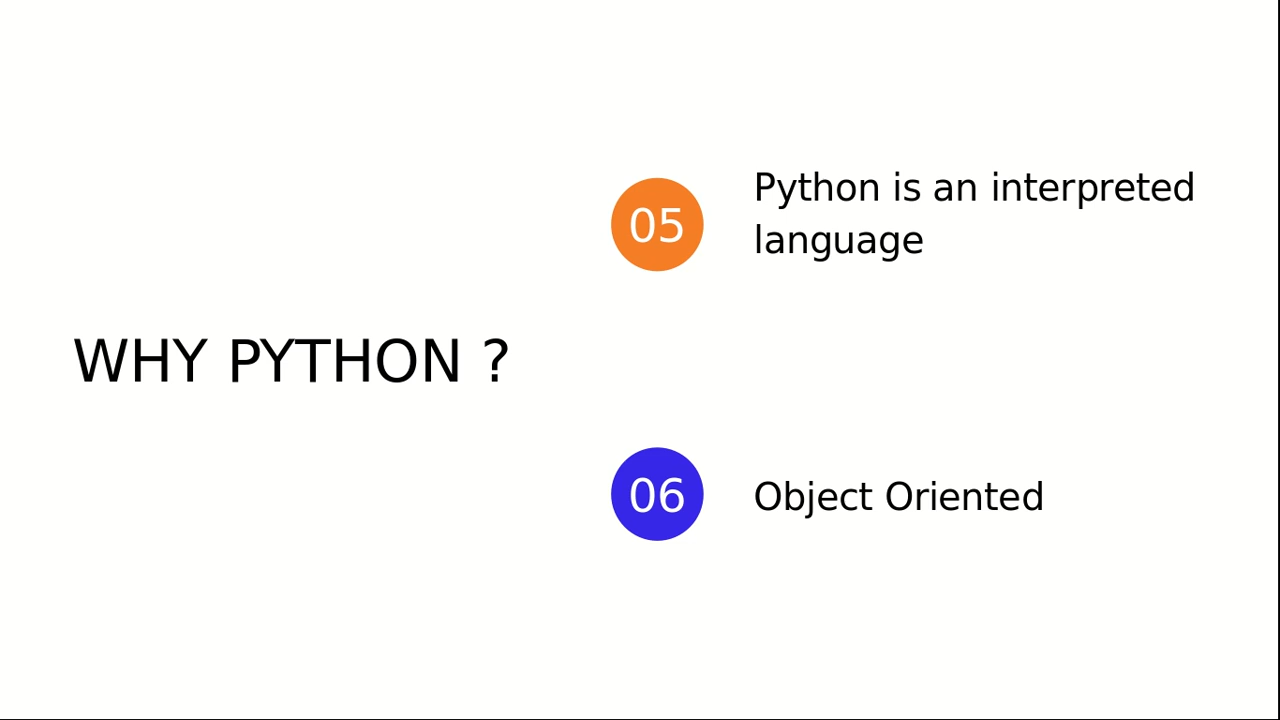 WHY PYTHON ?
05
Python is an interpreted
language
06
Object Oriented